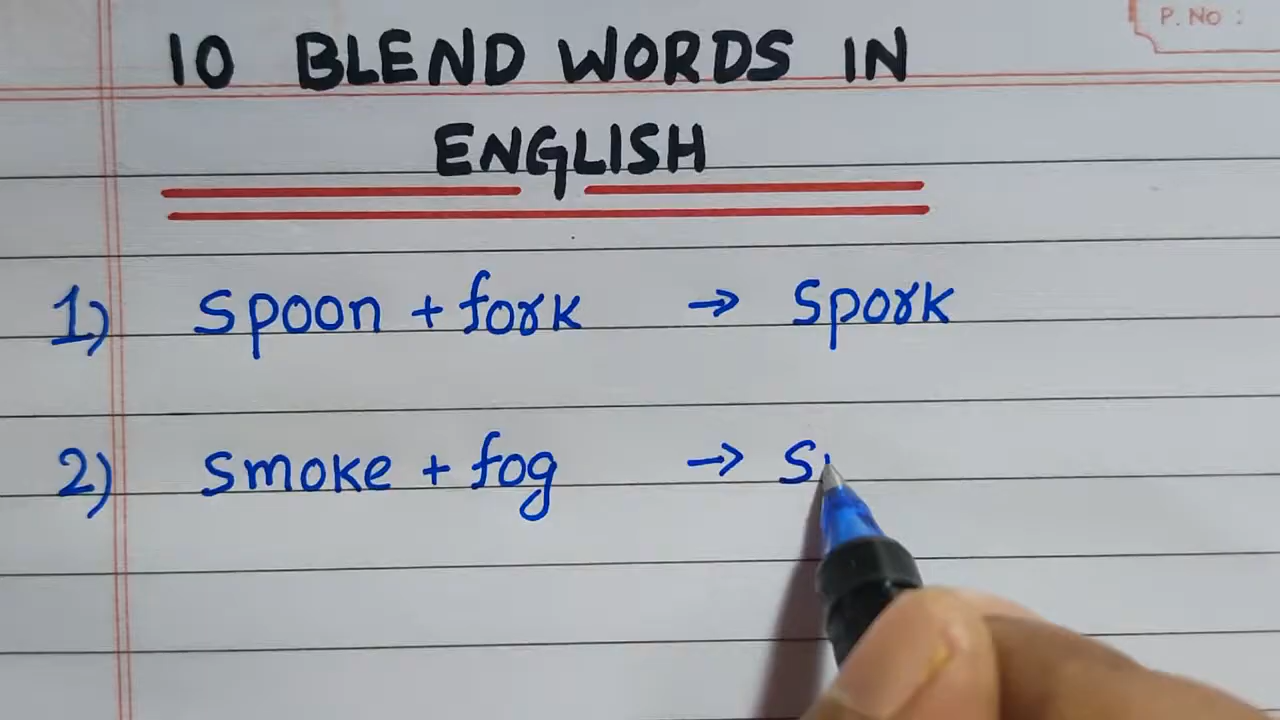 P. No :
10 BLEND WORDS IN
ENGLISH
1) Spoon + fork → Spork
2) Smoke + fog → S